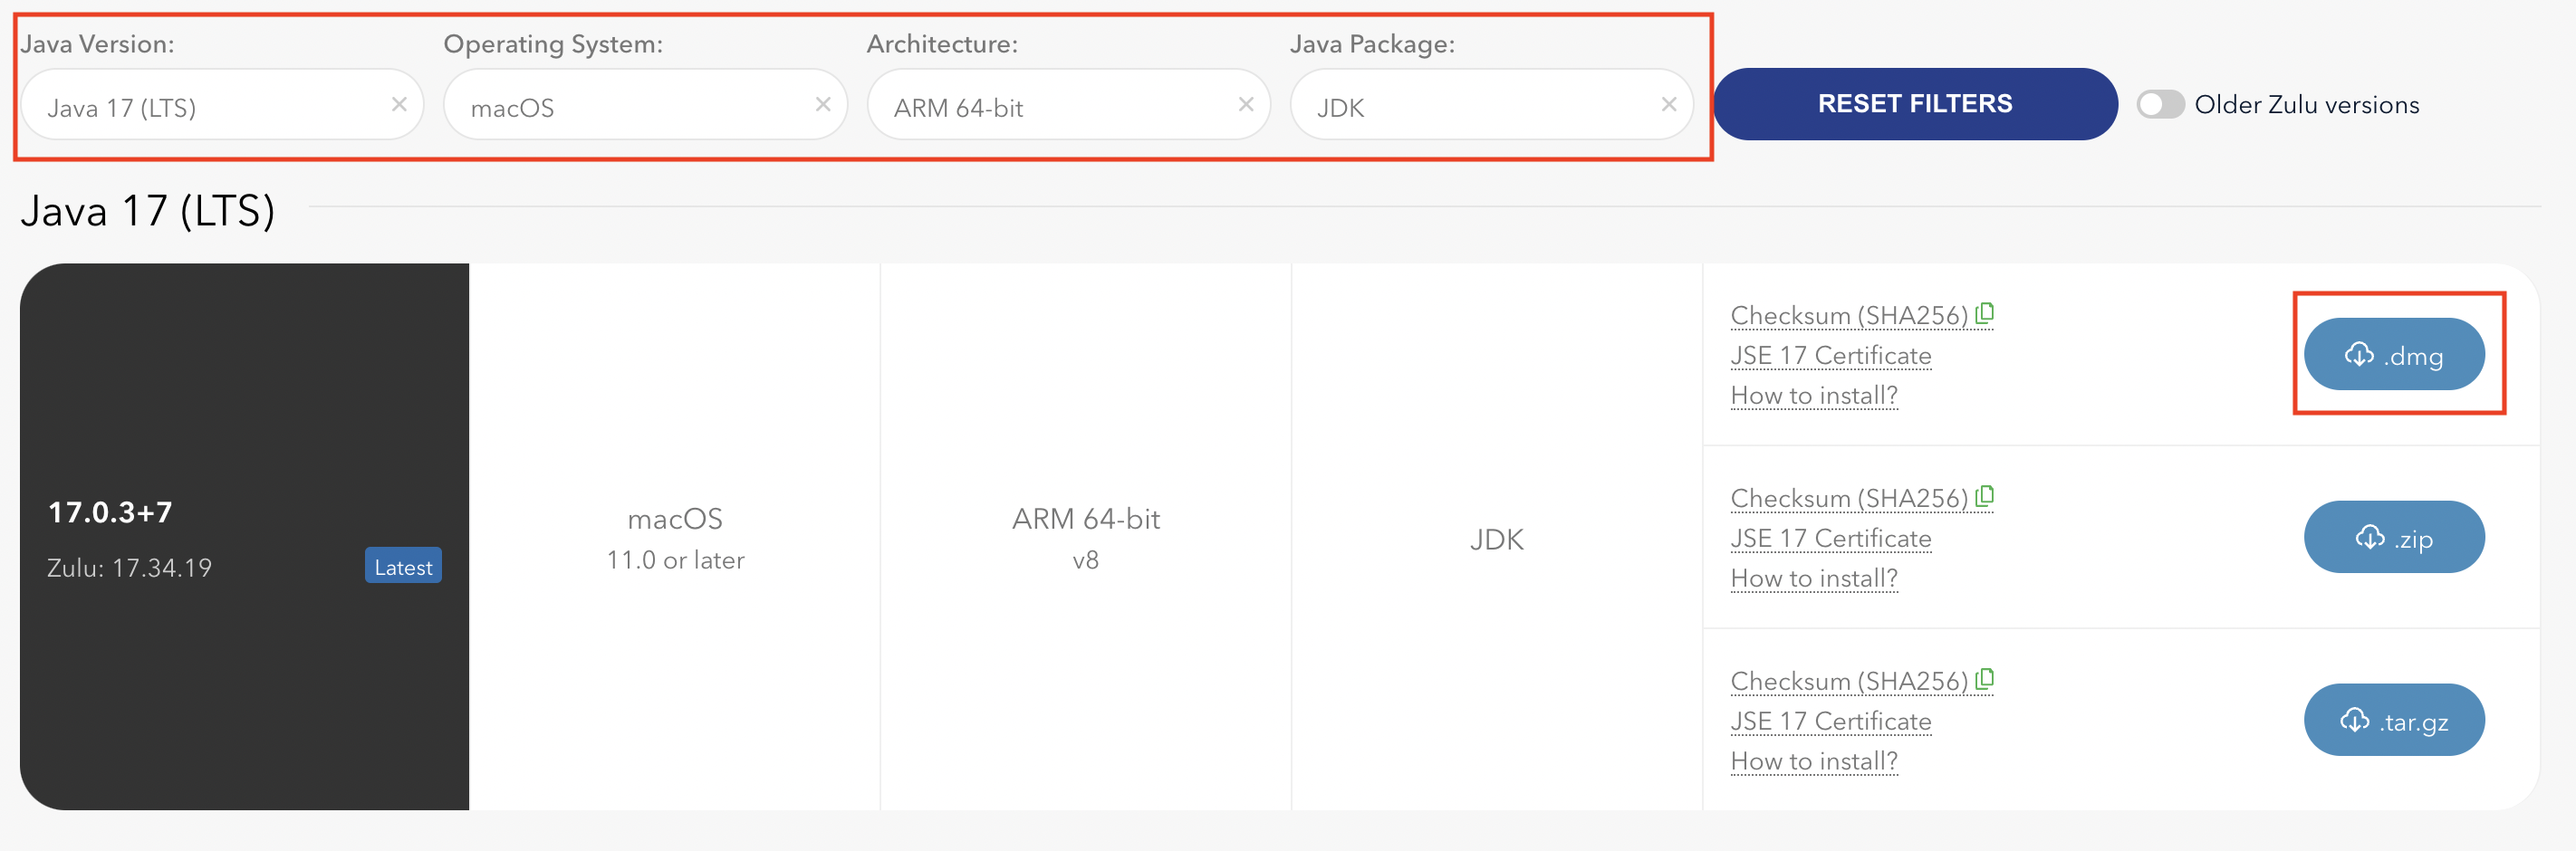 Java Version:
Operating System:
Architecture:
Java Package:
Java 17 (LTS)
macOS
ARM 64-bit
JDK
RESET FILTERS
Older Zulu versions
Java 17 (LTS)
17.0.3+7
Zulu: 17.34.19
Latest
macOS
11.0 or later
ARM 64-bit
v8
JDK
Checksum (SHA256)
JSE 17 Certificate
How to install?
.dmg
Checksum (SHA256)
JSE 17 Certificate
How to install?
.zip
Checksum (SHA256)
JSE 17 Certificate
How to install?
.tar.gz